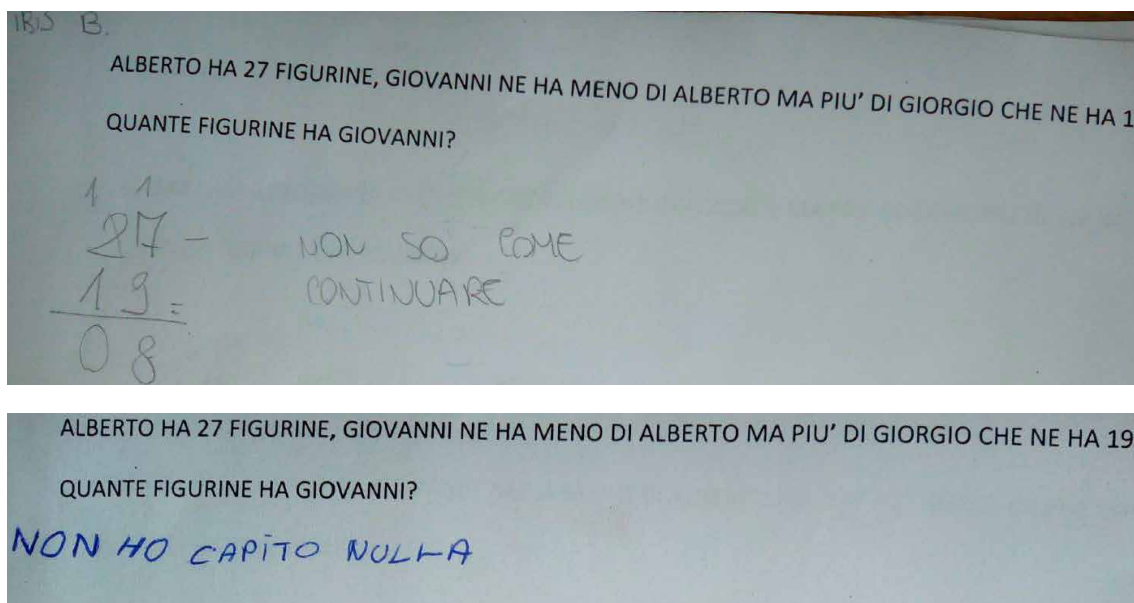 IRIS B.
ALBERTO HA 27 FIGURINE, GIOVANNI NE HA MENO DI ALBERTO MA PIU' DI GIORGIO CHE NE HA 1
QUANTE FIGURINE HA GIOVANNI?
1 1
27 - NON SO COME
19 = CONTINUARE
08
ALBERTO HA 27 FIGURINE, GIOVANNI NE HA MENO DI ALBERTO MA PIU' DI GIORGIO CHE NE HA 19
QUANTE FIGURINE HA GIOVANNI?
NON HO CAPITO NULLA